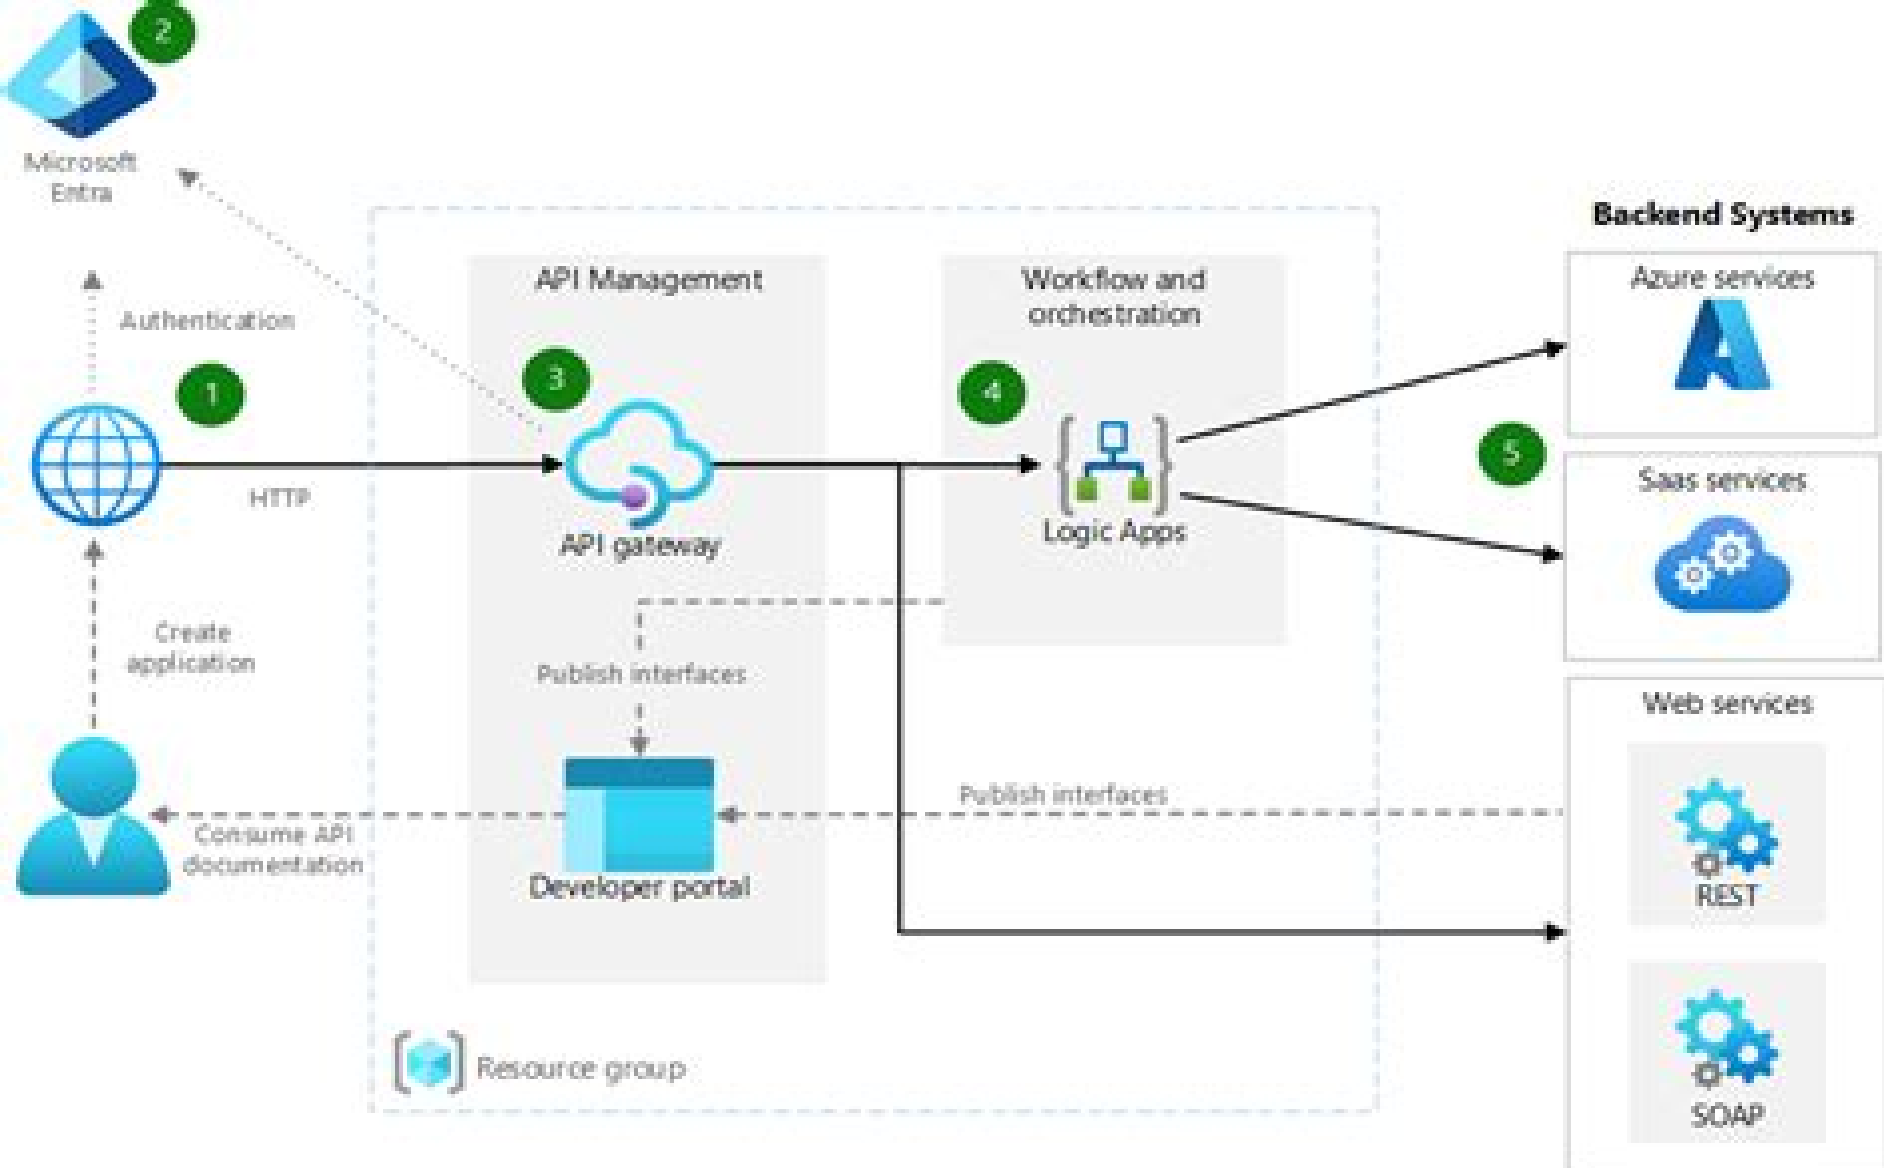 2
Microsoft
Entra
Backend Systems
API Management
Workflow and
orchestration
Azure services
Authentication
1
3
4
5
HTTP
API gateway
Logic Apps
Saas services
Create
application
Publish interfaces
Web services
Publish interfaces
Consume API
documentation
Developer portal
REST
Resource group
SOAP